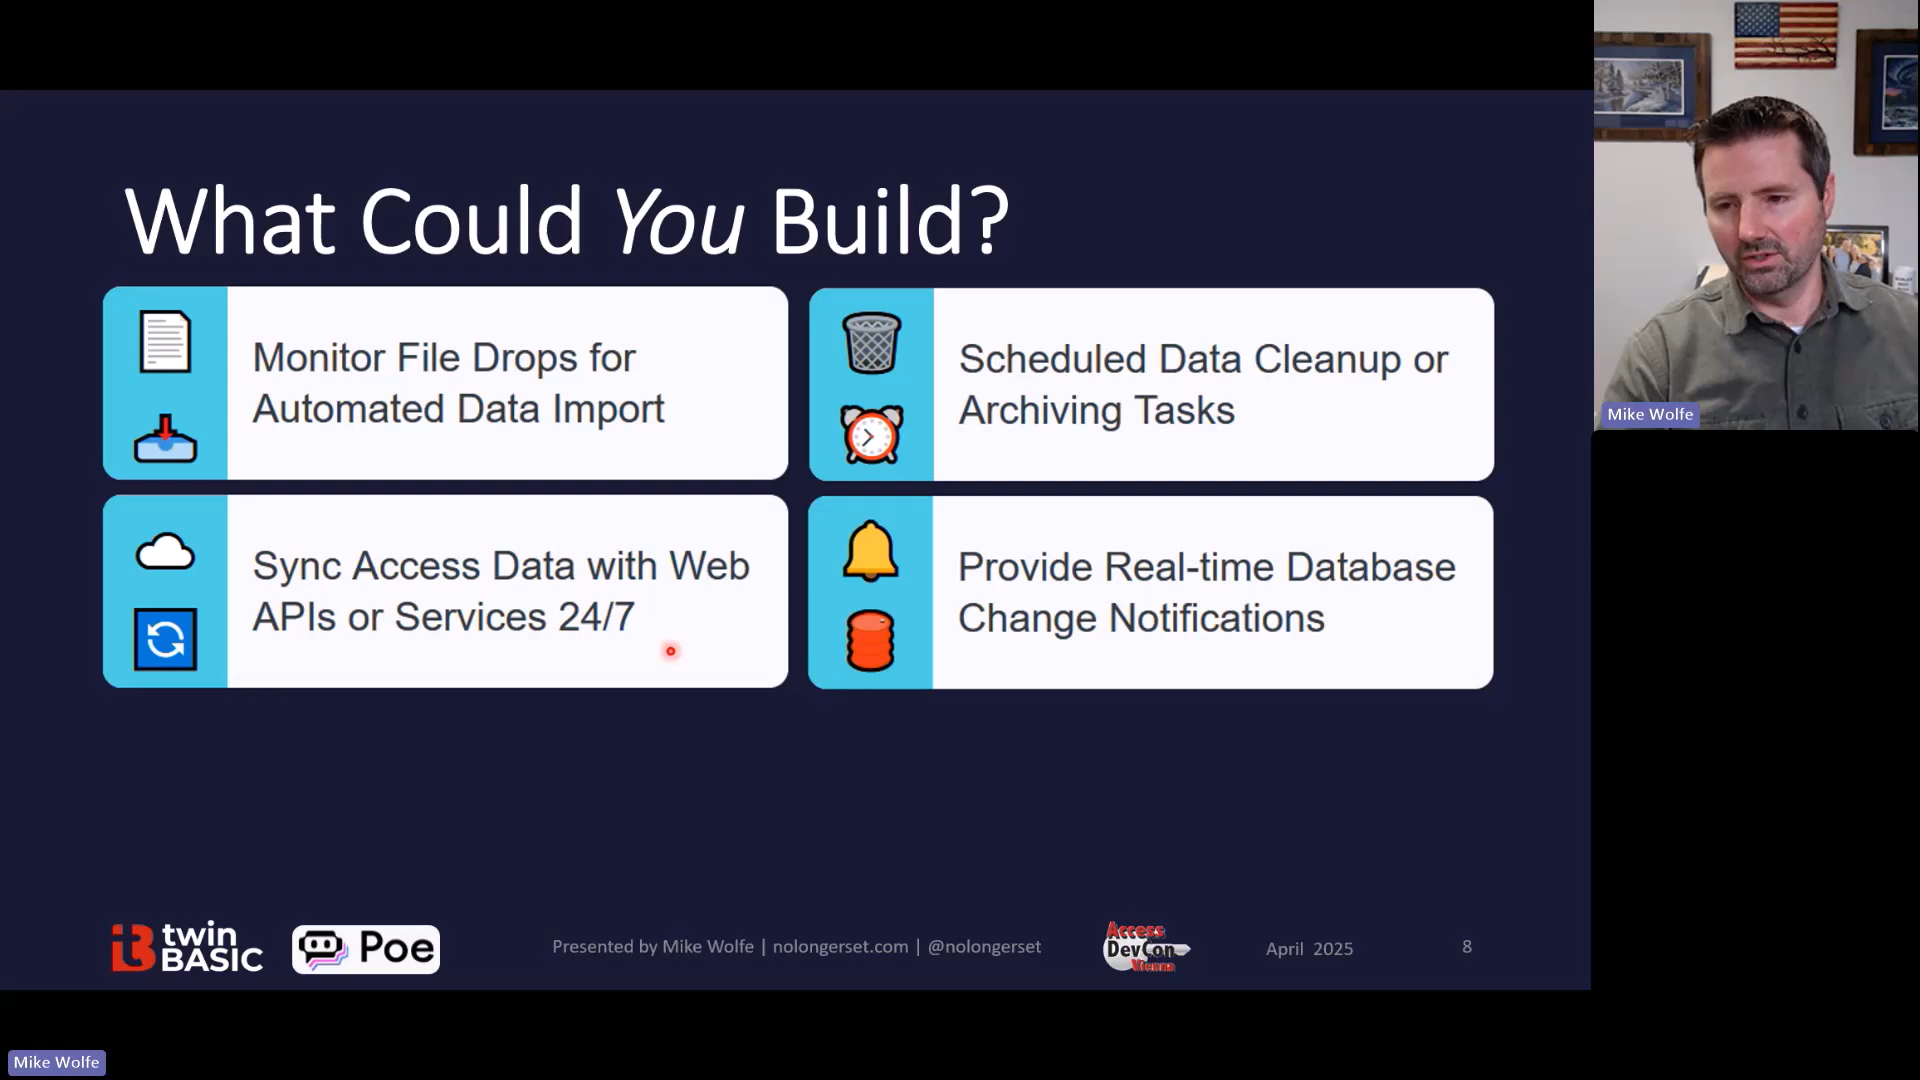 What Could You Build?
Monitor File Drops for
Automated Data Import
Scheduled Data Cleanup or
Archiving Tasks
Sync Access Data with Web
APIs or Services 24/7
Provide Real-time Database
Change Notifications
twin
BASIC
Poe
Presented by Mike Wolfe | nolongerset.com | @nolongerset
Access
DevCon
Vienna
April 2025
8
Mike Wolfe
Mike Wolfe